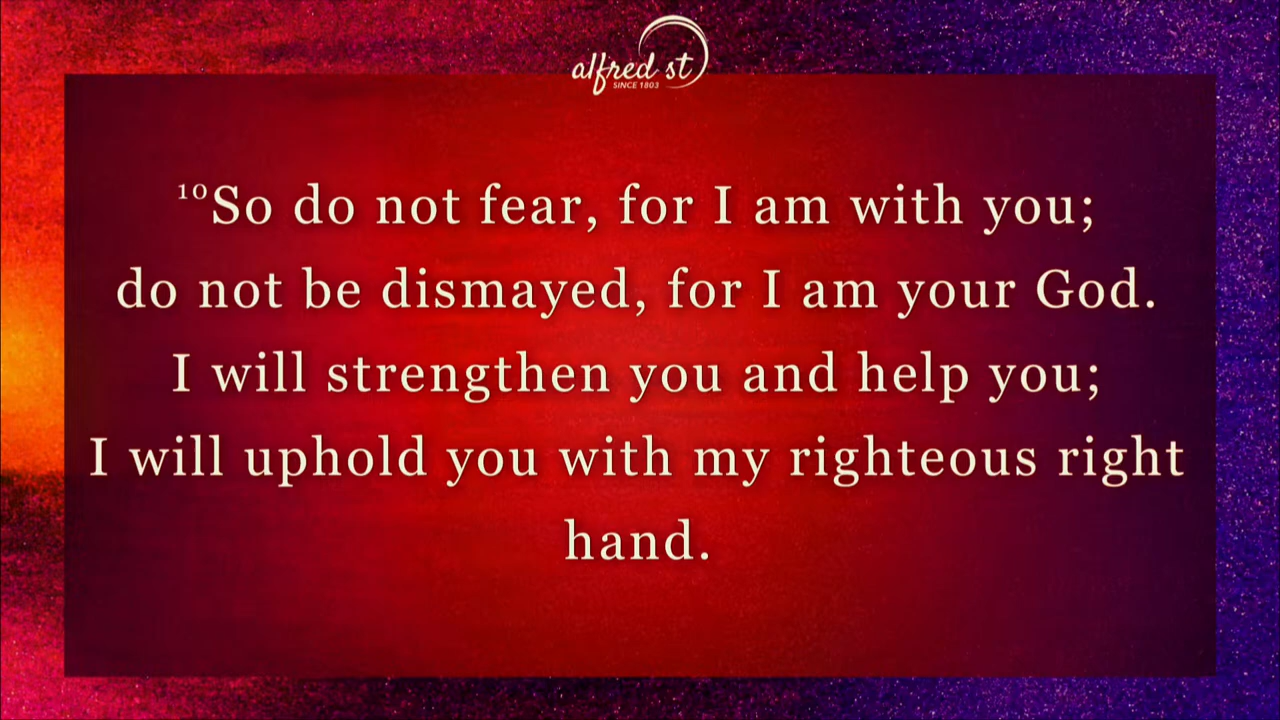 alfred st
SINCE 1803
¹⁰So do not fear, for I am with you;
do not be dismayed, for I am your God.
I will strengthen you and help you;
I will uphold you with my righteous right
hand.